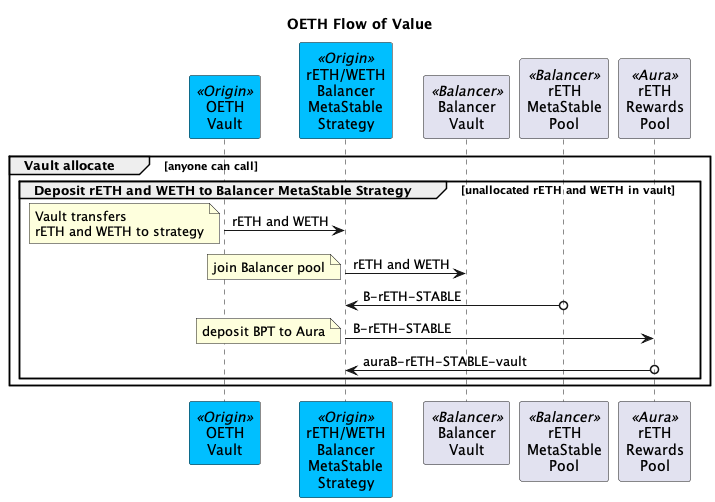 OETH Flow of Value
«Origin»
OETH
Vault
«Origin»
rETH/WETH
Balancer
MetaStable
Strategy
«Balancer»
Balancer
Vault
«Balancer»
rETH
MetaStable
Pool
«Aura»
rETH
Rewards
Pool
Vault allocate [anyone can call]
Deposit rETH and WETH to Balancer MetaStable Strategy [unallocated rETH and WETH in vault]
Vault transfers
rETH and WETH to strategy
rETH and WETH
join Balancer pool
rETH and WETH
B-rETH-STABLE
deposit BPT to Aura
B-rETH-STABLE
auraB-rETH-STABLE-vault
«Origin»
OETH
Vault
«Origin»
rETH/WETH
Balancer
MetaStable
Strategy
«Balancer»
Balancer
Vault
«Balancer»
rETH
MetaStable
Pool
«Aura»
rETH
Rewards
Pool